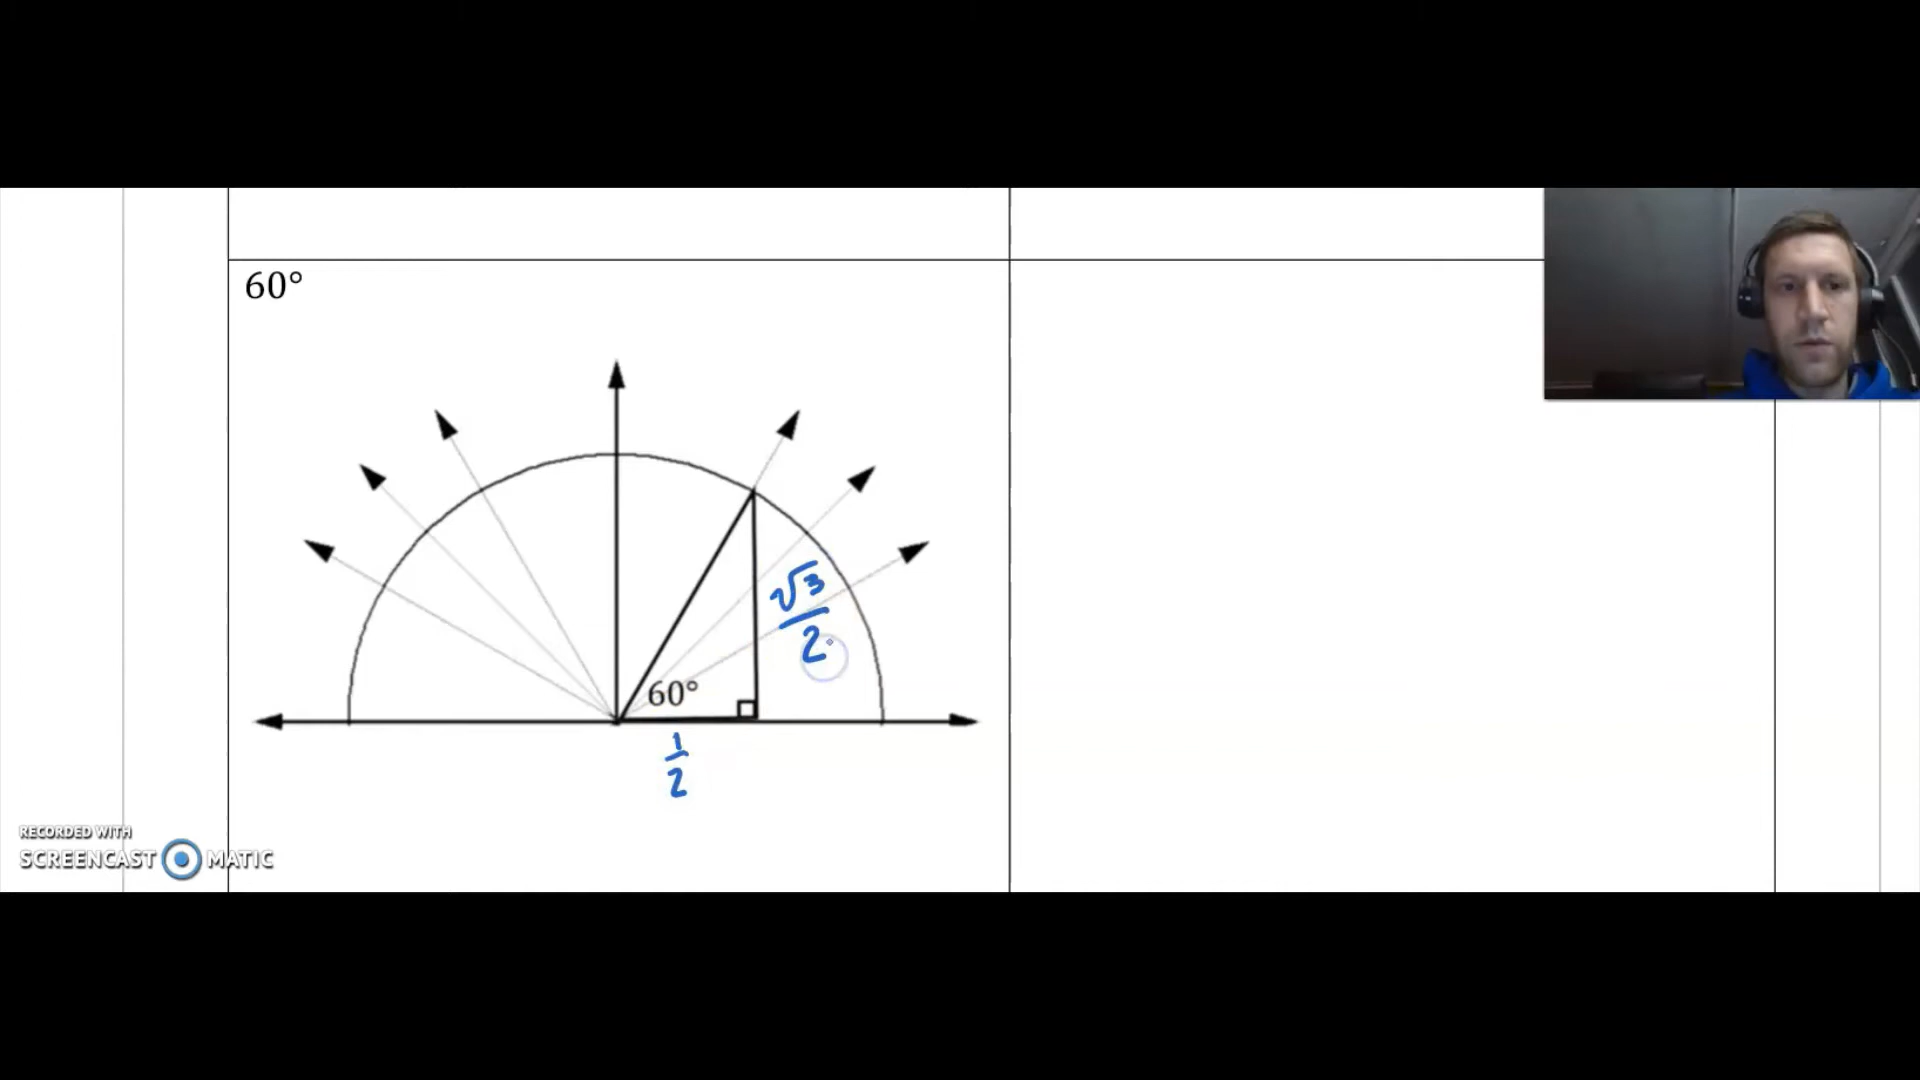 60°
√3/2
60°
1/2
RECORDED WITH
SCREENCAST MATIC